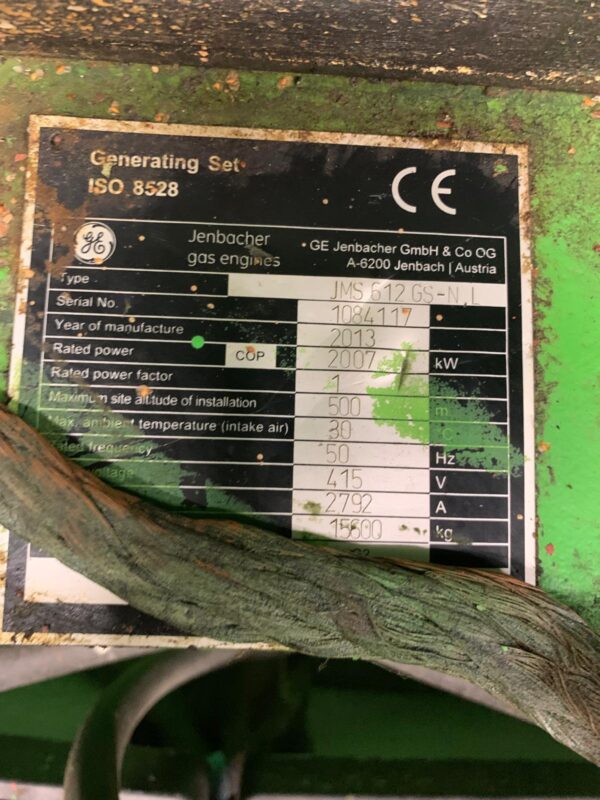 Generating Set
ISO 8528
CE
GE
Jenbacher
gas engines
GE Jenbacher GmbH & Co OG
A-6200 Jenbach | Austria
Type JMS 612 GS-N.L
Serial No. 1084117
Year of manufacture 2013
Rated power COP 2007 kW
Rated power factor 1
Maximum site altitude of installation 500 m
Max. ambient temperature (intake air) 30 C
frequency 50 Hz
415 V
2792 A
15600 kg